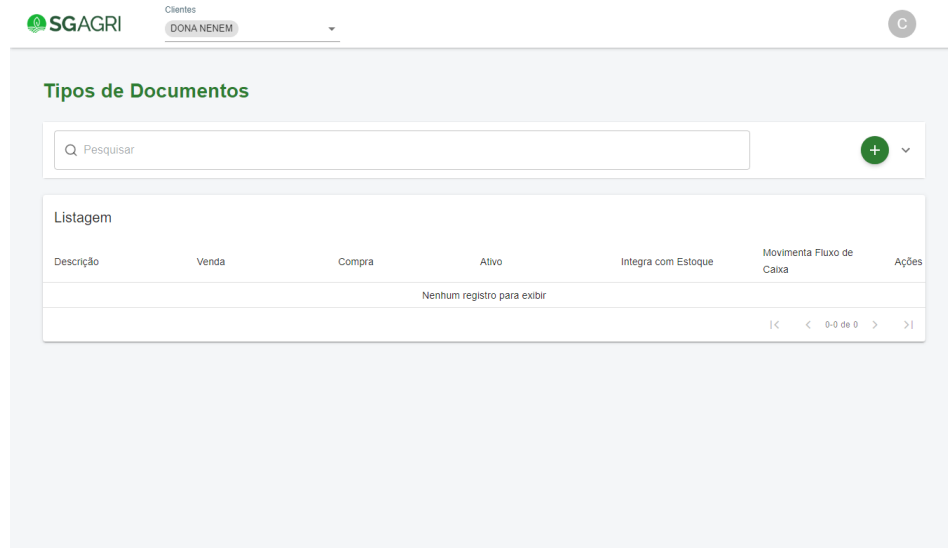 SGAGRI
Clientes
DONA NENEM
C
Tipos de Documentos
Pesquisar
Listagem
Descrição Venda Compra Ativo Integra com Estoque Movimenta Fluxo de Caixa Ações
Nenhum registro para exibir
0-0 de 0